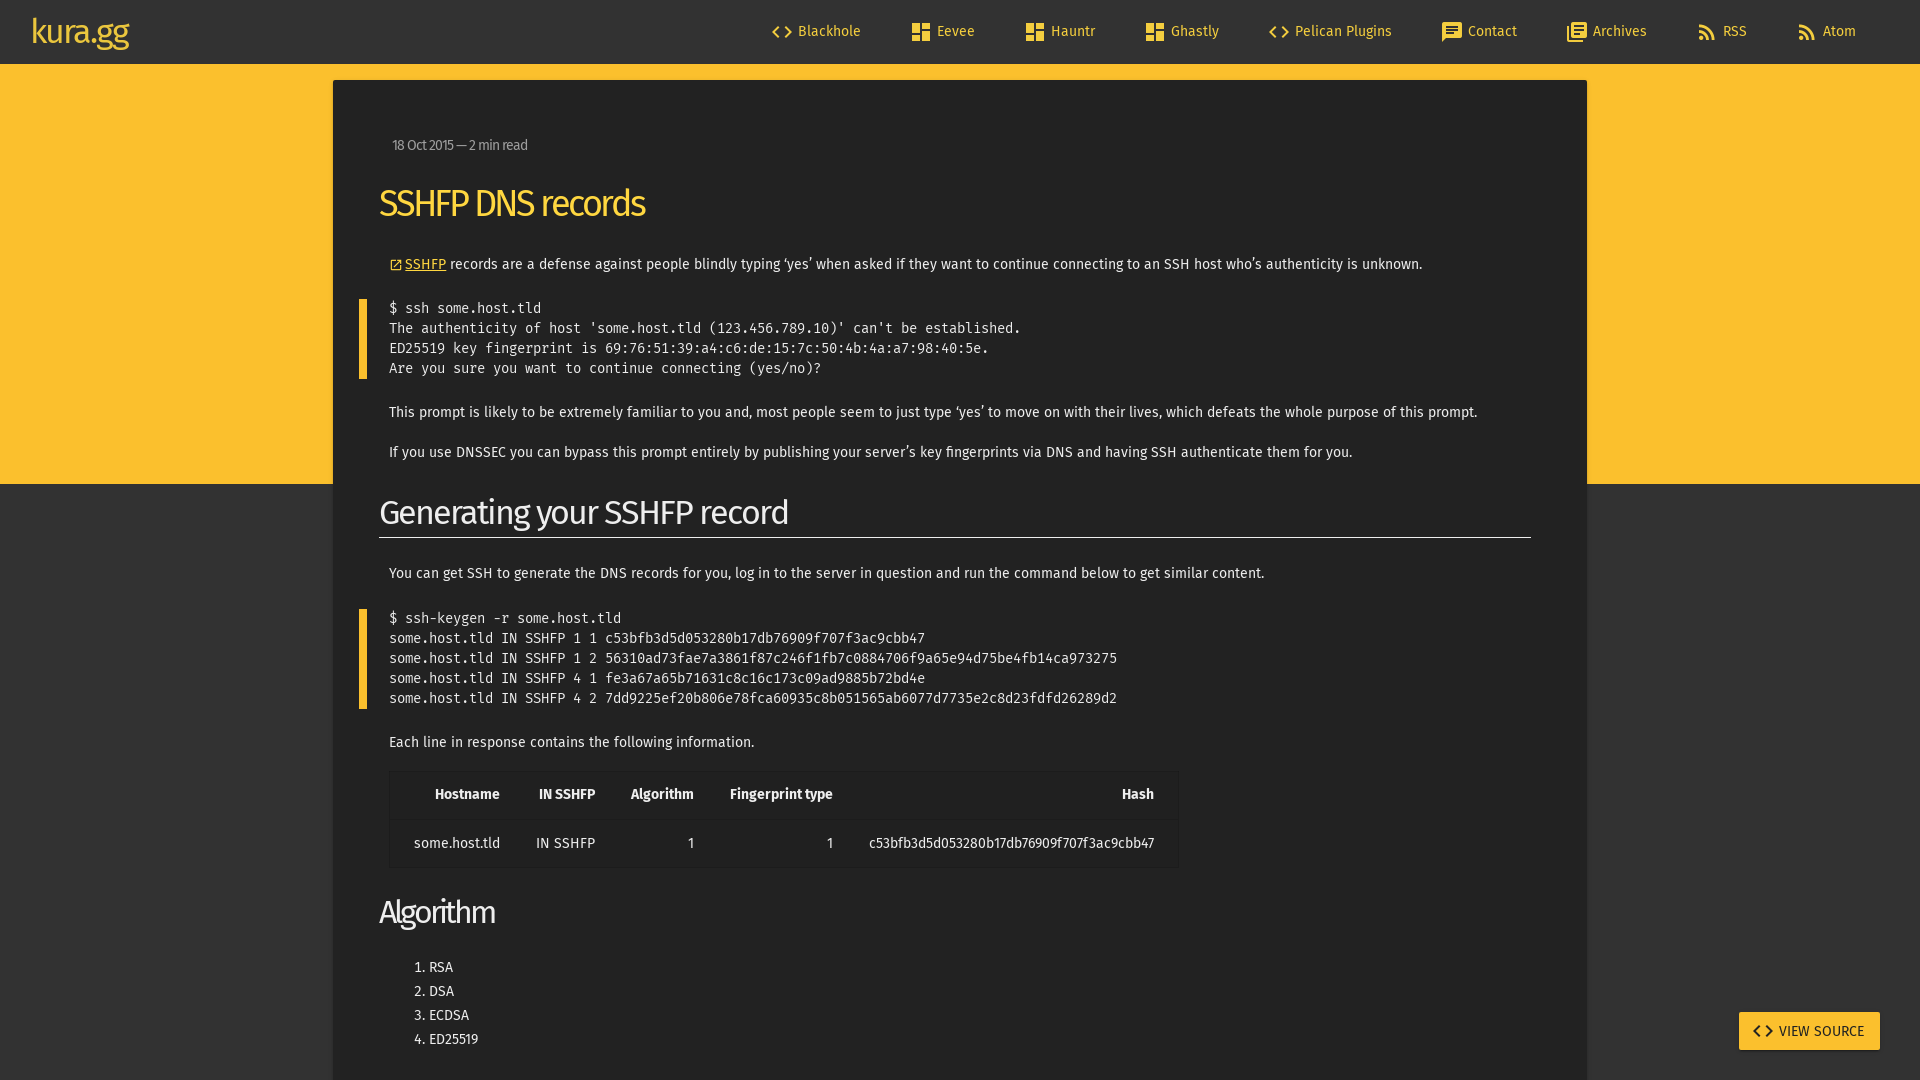 kura.gg
Blackhole
Eevee
Hauntr
Ghastly
Pelican Plugins
Contact
Archives
RSS
Atom
18 Oct 2015 — 2 min read
SSHFP DNS records
SSHFP records are a defense against people blindly typing ‘yes’ when asked if they want to continue connecting to an SSH host who’s authenticity is unknown.
$ ssh some.host.tld
The authenticity of host 'some.host.tld (123.456.789.10)' can't be established.
ED25519 key fingerprint is 69:76:51:39:a4:c6:de:15:7c:50:4b:4a:a7:98:40:5e.
Are you sure you want to continue connecting (yes/no)?
This prompt is likely to be extremely familiar to you and, most people seem to just type ‘yes’ to move on with their lives, which defeats the whole purpose of this prompt.
If you use DNSSEC you can bypass this prompt entirely by publishing your server’s key fingerprints via DNS and having SSH authenticate them for you.
Generating your SSHFP record
You can get SSH to generate the DNS records for you, log in to the server in question and run the command below to get similar content.
$ ssh-keygen -r some.host.tld
some.host.tld IN SSHFP 1 1 c53bfb3d5d053280b17db76909f707f3ac9cbb47
some.host.tld IN SSHFP 1 2 56310ad73fae7a3861f87c246f1fb7c0884706f9a65e94d75be4fb14ca973275
some.host.tld IN SSHFP 4 1 fe3a67a65b71631c8c16c173c09ad9885b72bd4e
some.host.tld IN SSHFP 4 2 7dd9225ef20b806e78fca60935c8b051565ab6077d7735e2c8d23fdfd26289d2
Each line in response contains the following information.
Hostname IN SSHFP Algorithm Fingerprint type Hash
some.host.tld IN SSHFP 1 1 c53bfb3d5d053280b17db76909f707f3ac9cbb47
Algorithm
1. RSA
2. DSA
3. ECDSA
4. ED25519
VIEW SOURCE